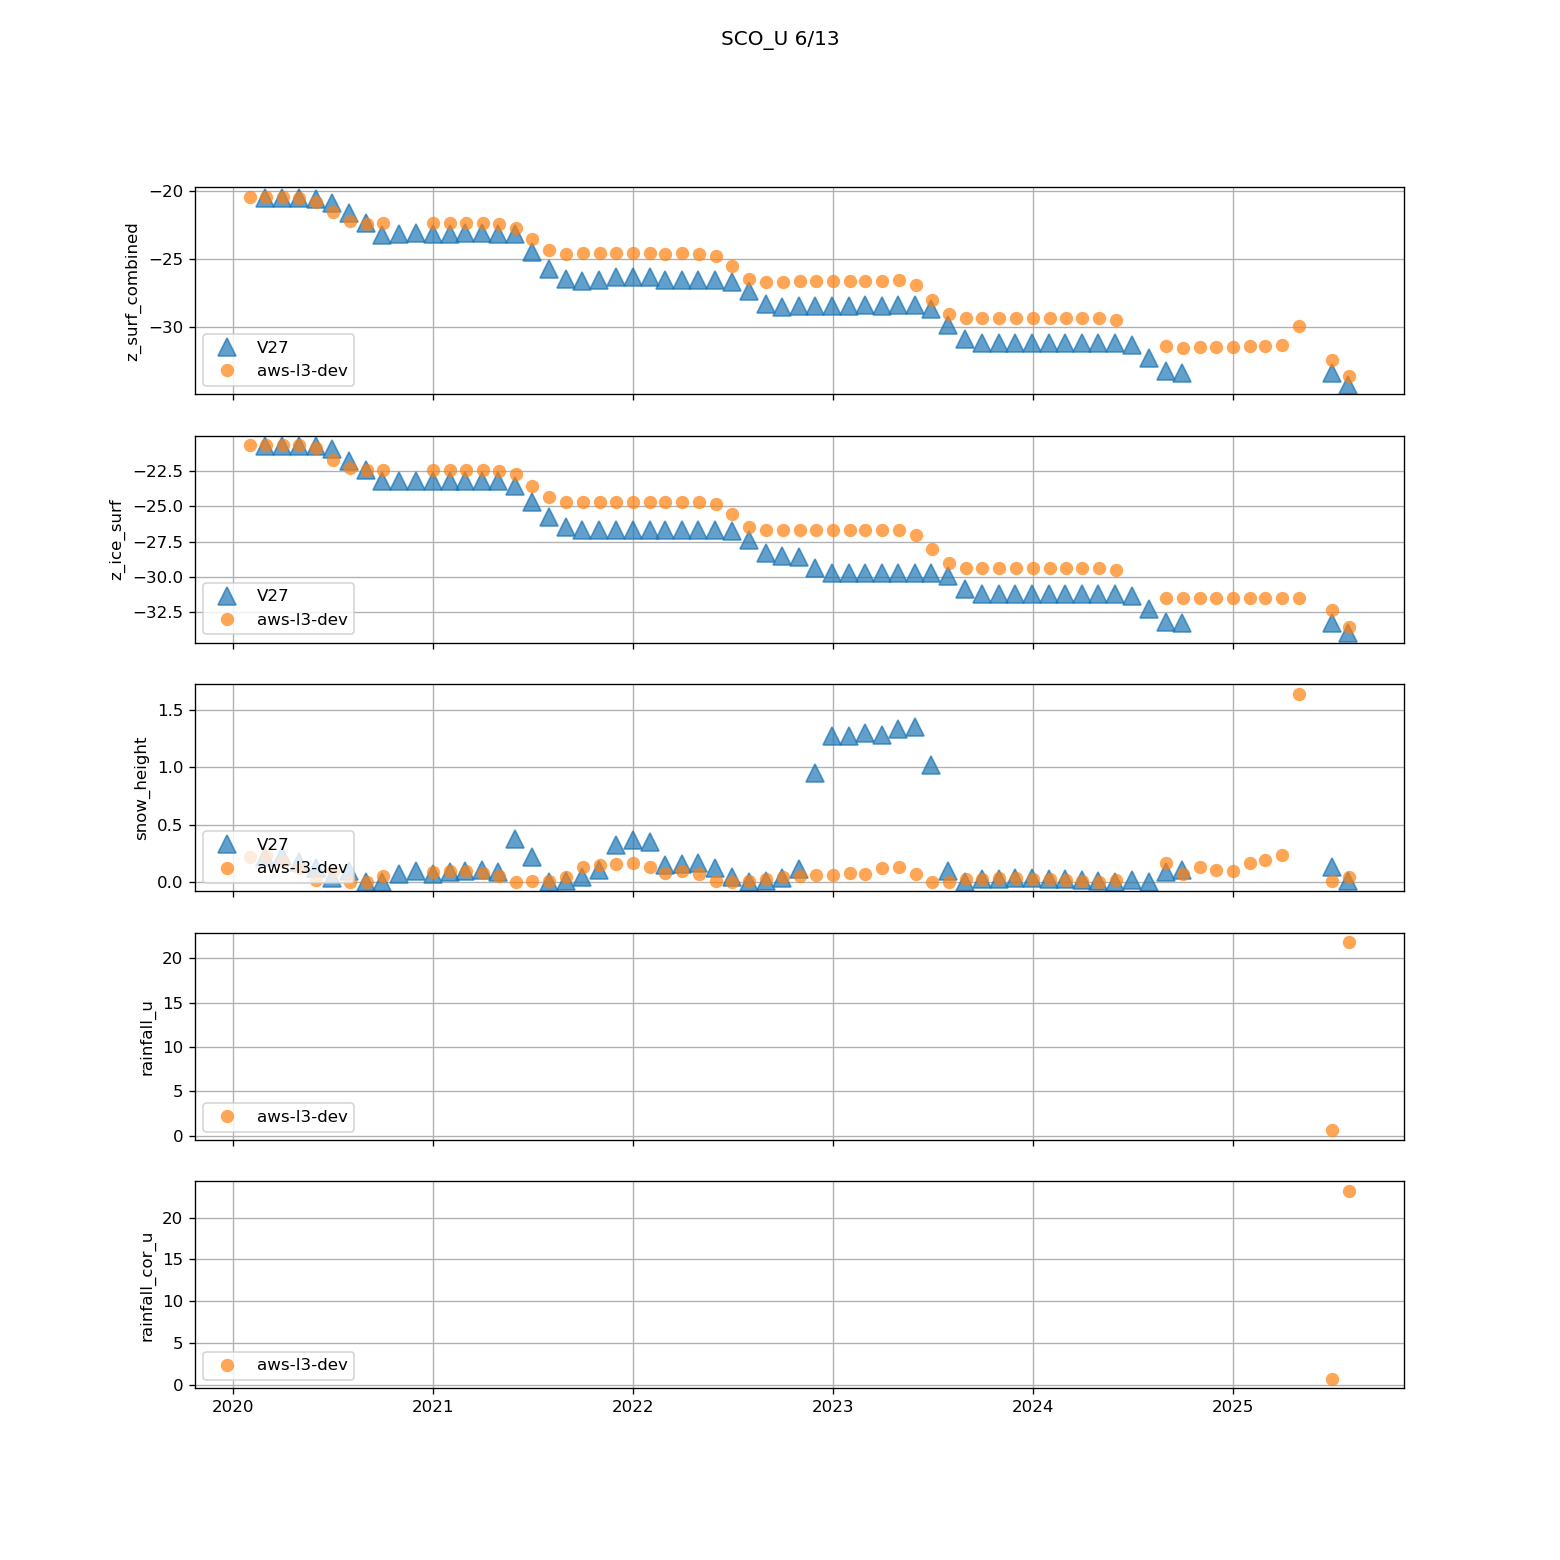 SCO_U 6/13
−20
−25
−30
z_surf_combined
V27
aws-l3-dev
−22.5
−25.0
−27.5
−30.0
−32.5
z_ice_surf
V27
aws-l3-dev
1.5
1.0
0.5
0.0
snow_height
V27
aws-l3-dev
20
15
10
5
0
rainfall_u
aws-l3-dev
20
15
10
5
0
rainfall_cor_u
aws-l3-dev
2020 2021 2022 2023 2024 2025